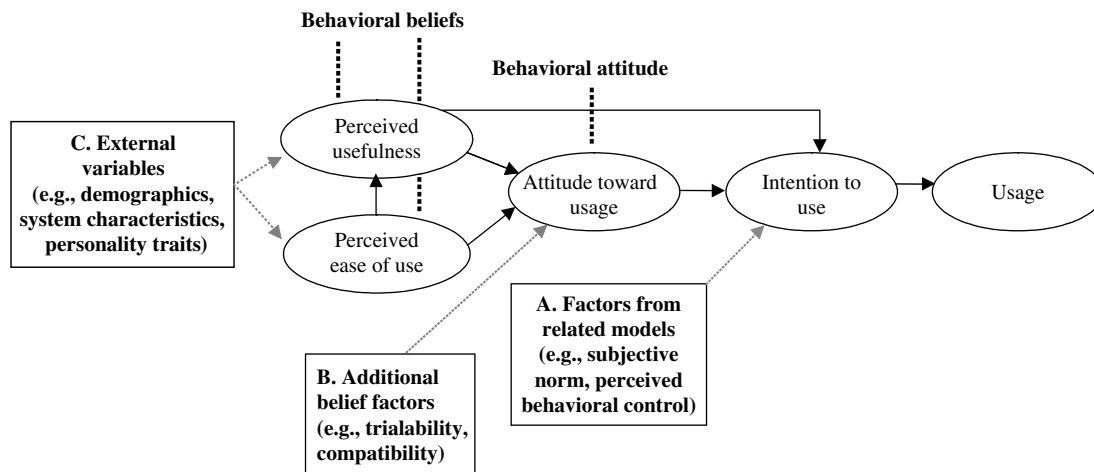 Behavioral beliefs
Behavioral attitude
C. External
variables
(e.g., demographics,
system characteristics,
personality traits)
Perceived
usefulness
Perceived
ease of use
Attitude toward
usage
Intention to
use
Usage
B. Additional
belief factors
(e.g., trialability,
compatibility)
A. Factors from
related models
(e.g., subjective
norm, perceived
behavioral control)